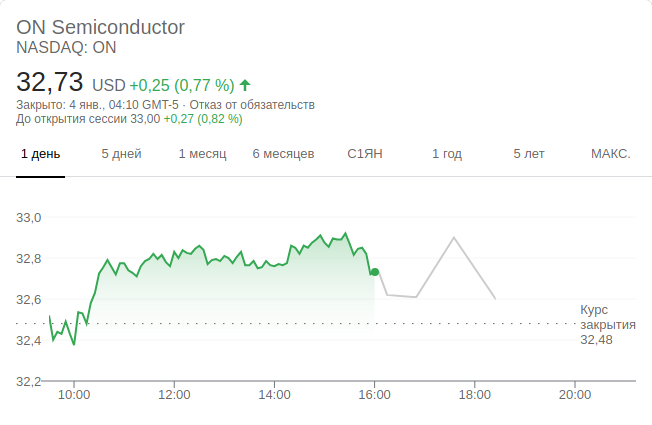 ON Semiconductor
NASDAQ: ON
32,73 USD +0,25 (0,77 %)
Закрыто: 4 янв., 04:10 GMT-5 · Отказ от обязательств
До открытия сессии 33,00 +0,27 (0,82 %)
1 день 5 дней 1 месяц 6 месяцев С1ЯН 1 год 5 лет МАКС.
33,0
32,8
32,6
Курс
закрытия
32,48
32,4
32,2
10:00 12:00 14:00 16:00 18:00 20:00